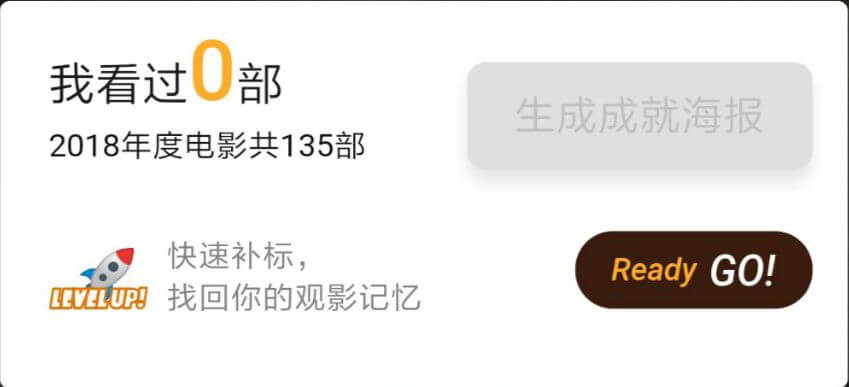 我看过0部
生成成就海报
2018年度电影共135部
LEVEL UP!
快速补标，
找回你的观影记忆
Ready GO!